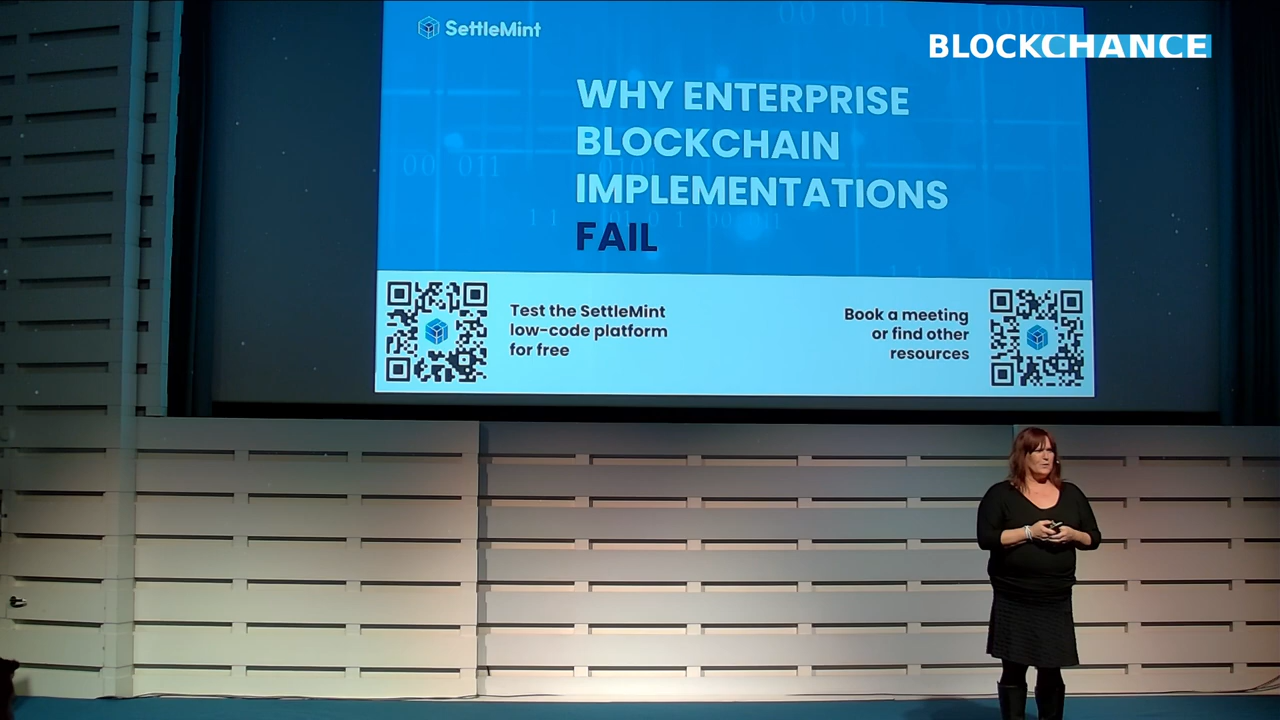 SettleMint
BLOCKCHANCE
WHY ENTERPRISE
BLOCKCHAIN
IMPLEMENTATIONS
FAIL
Test the SettleMint
low-code platform
for free
Book a meeting
or find other
resources